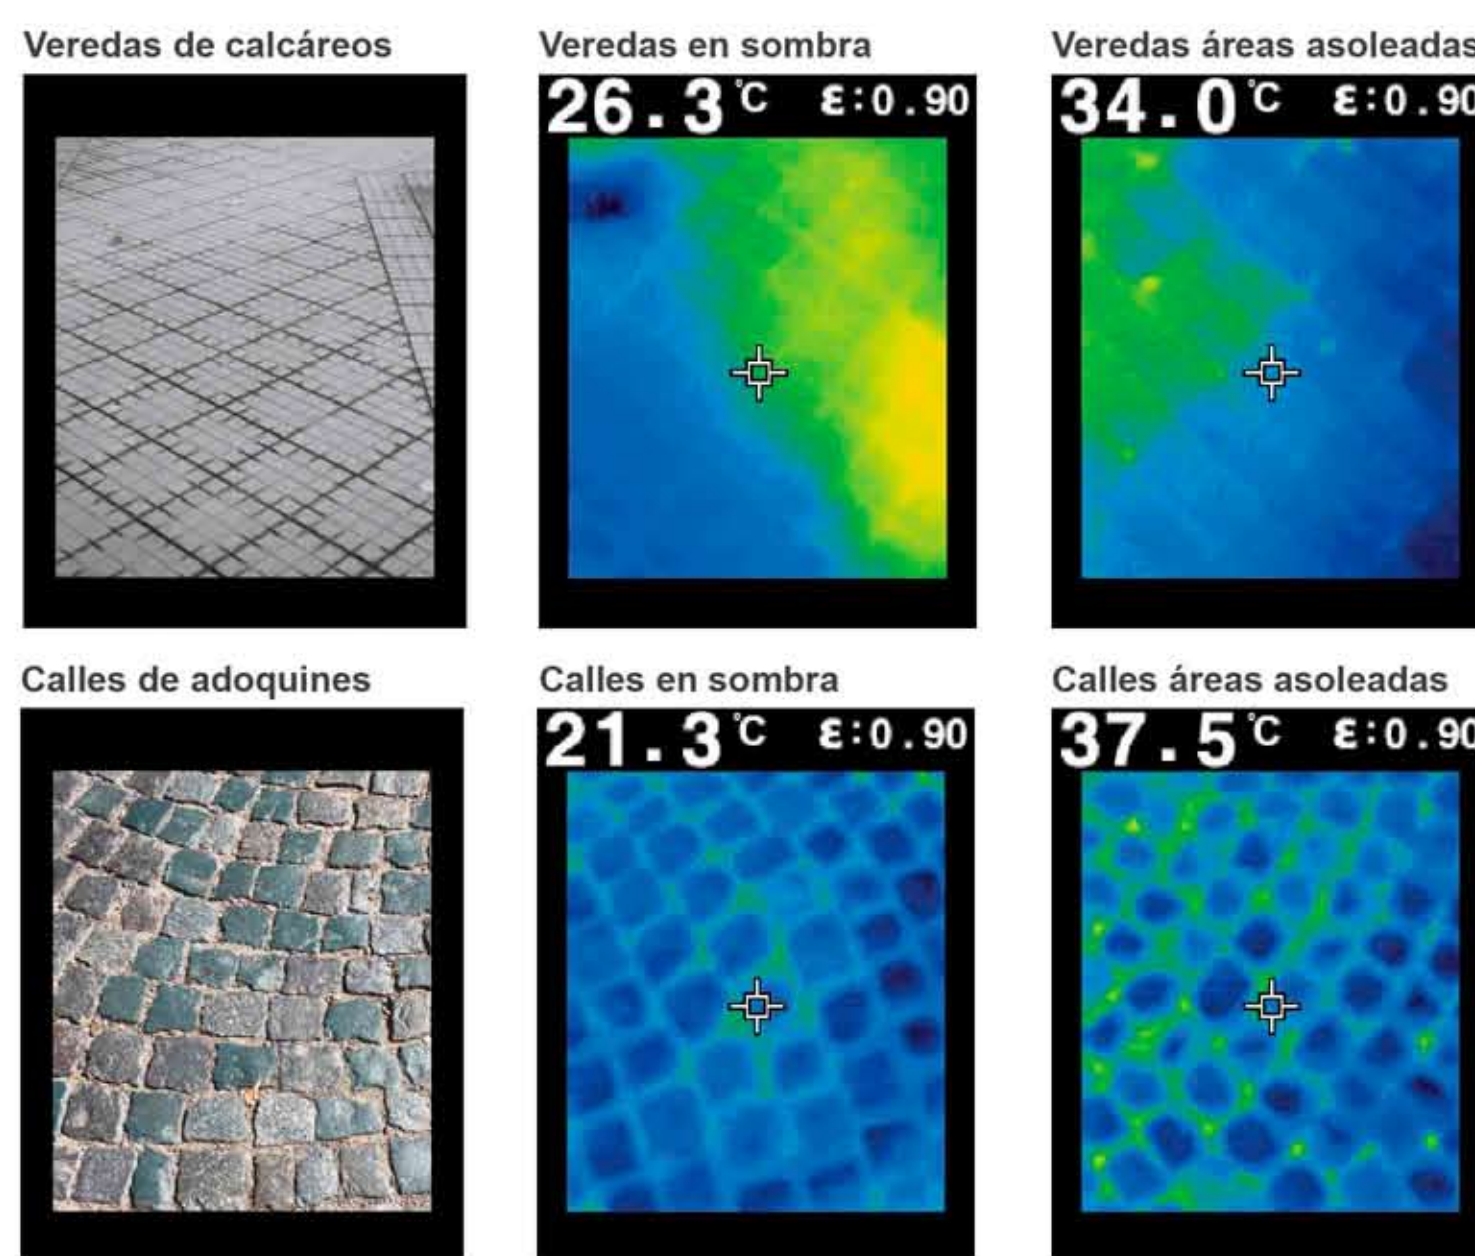 Veredas de calcáreos
Veredas en sombra
Veredas áreas asoleadas
26.3 °C ε:0.90
34.0 °C ε:0.90
Calles de adoquines
Calles en sombra
Calles áreas asoleadas
21.3 °C ε:0.90
37.5 °C ε:0.90